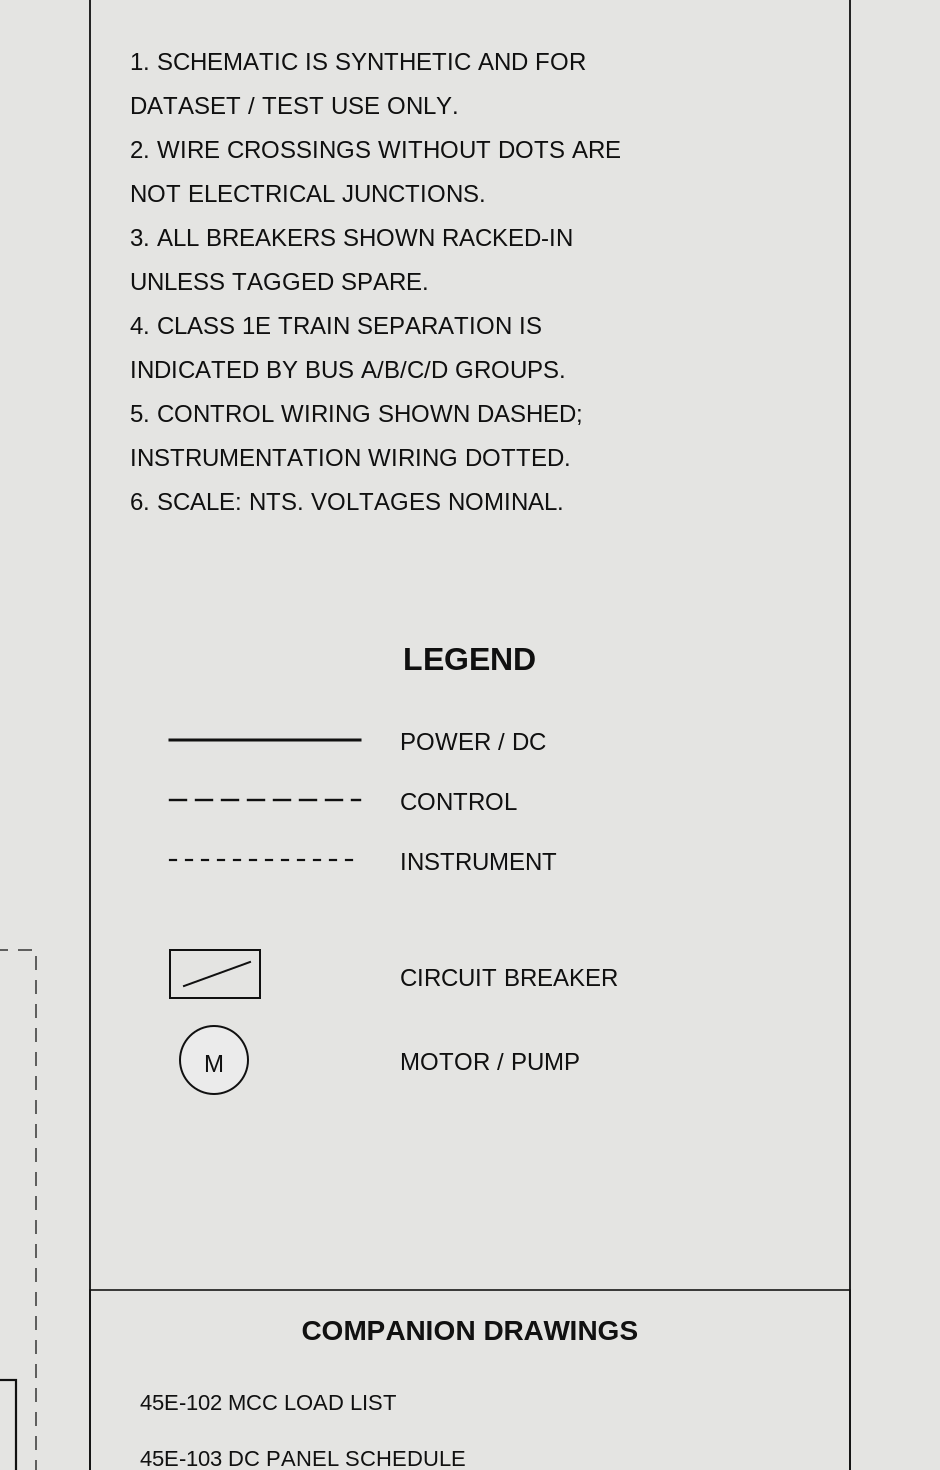 1. SCHEMATIC IS SYNTHETIC AND FOR
DATASET / TEST USE ONLY.
2. WIRE CROSSINGS WITHOUT DOTS ARE
NOT ELECTRICAL JUNCTIONS.
3. ALL BREAKERS SHOWN RACKED-IN
UNLESS TAGGED SPARE.
4. CLASS 1E TRAIN SEPARATION IS
INDICATED BY BUS A/B/C/D GROUPS.
5. CONTROL WIRING SHOWN DASHED;
INSTRUMENTATION WIRING DOTTED.
6. SCALE: NTS. VOLTAGES NOMINAL.
LEGEND
POWER / DC
CONTROL
INSTRUMENT
CIRCUIT BREAKER
M MOTOR / PUMP
COMPANION DRAWINGS
45E-102 MCC LOAD LIST
45E-103 DC PANEL SCHEDULE